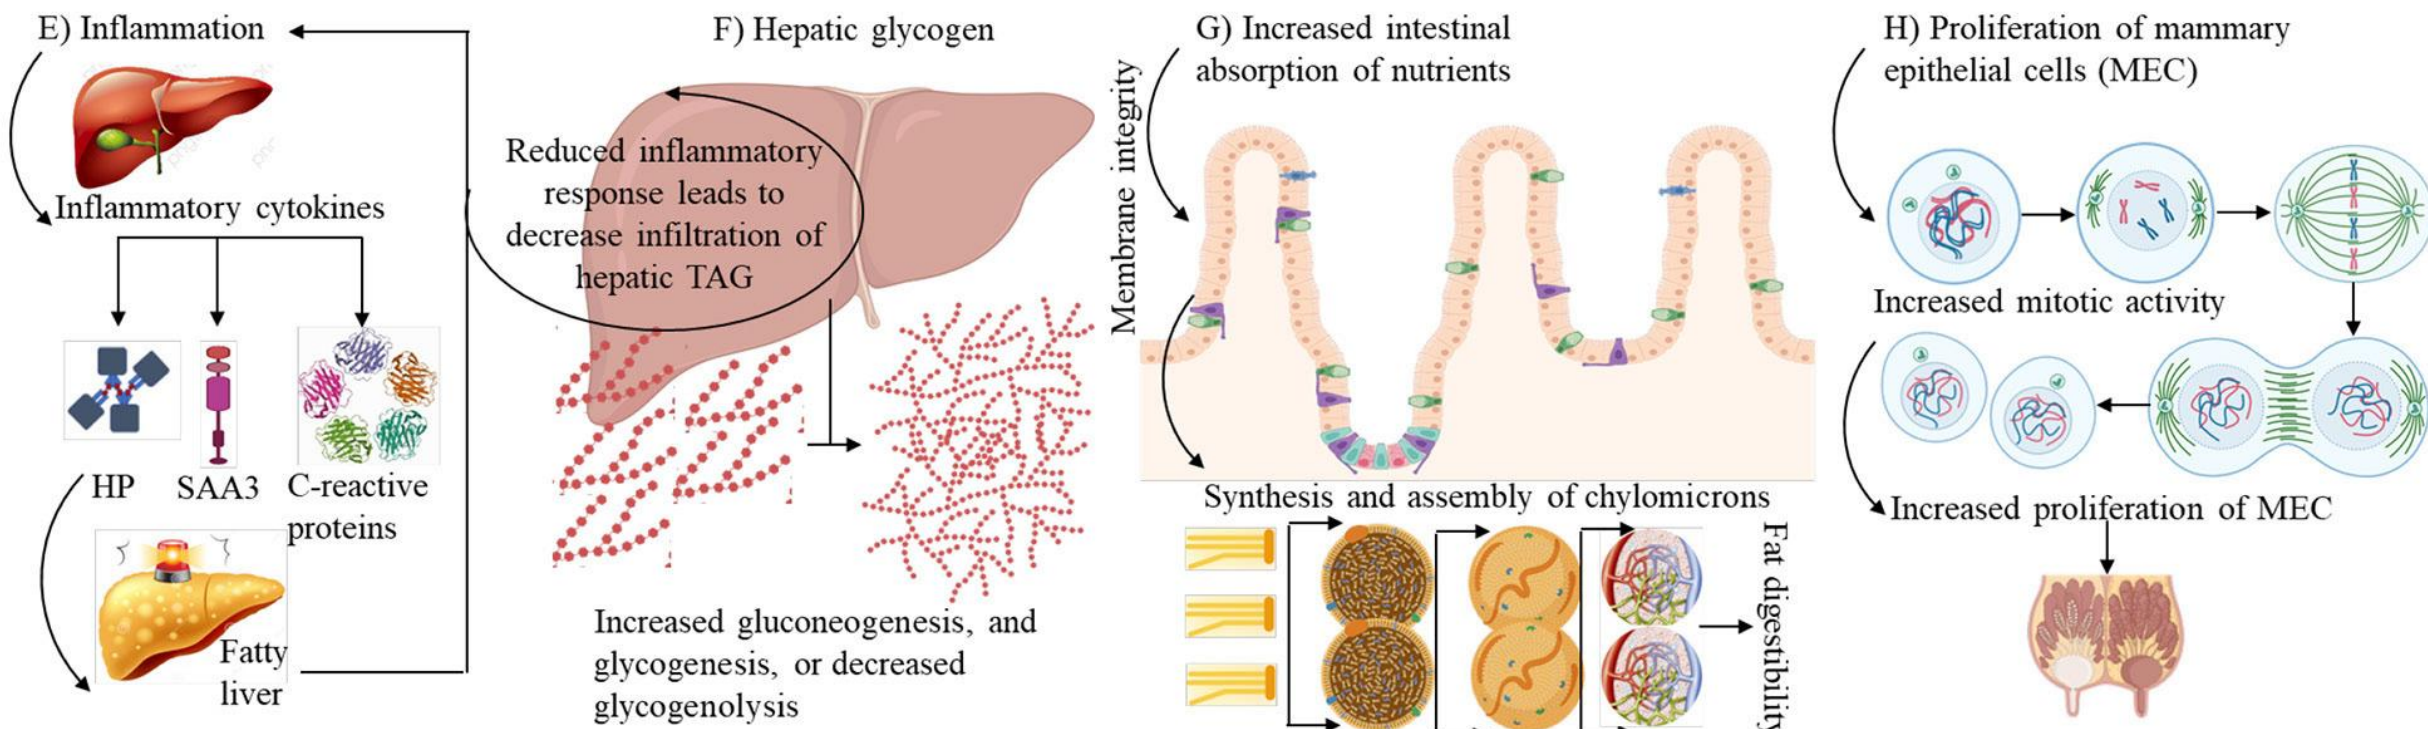 E) Inflammation
Inflammatory cytokines
HP
SAA3
C-reactive
proteins
Fatty
liver
F) Hepatic glycogen
Reduced inflammatory
response leads to
decrease infiltration of
hepatic TAG
Increased gluconeogenesis, and
glycogenesis, or decreased
glycogenolysis
G) Increased intestinal
absorption of nutrients
Membrane integrity
Synthesis and assembly of chylomicrons
Fat digestibility
H) Proliferation of mammary
epithelial cells (MEC)
Increased mitotic activity
Increased proliferation of MEC